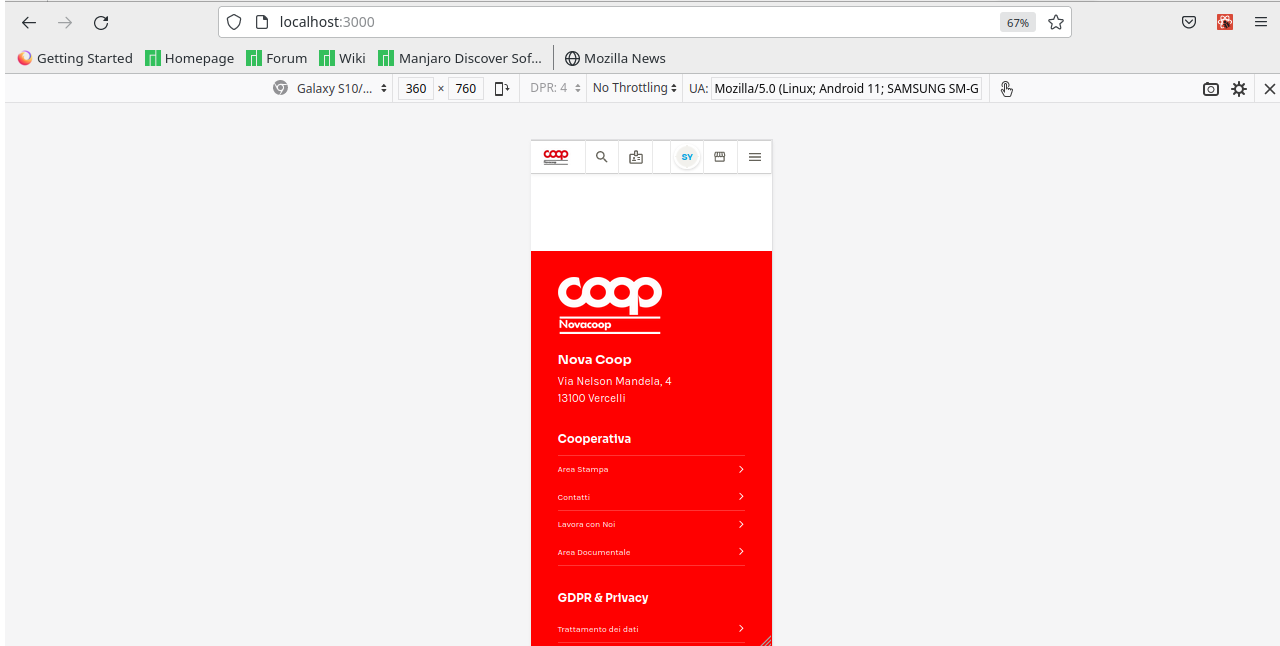 localhost:3000
67%
Getting Started Homepage Forum Wiki Manjaro Discover Sof... Mozilla News
Galaxy S10/... 360 × 760 DPR: 4 No Throttling UA: Mozilla/5.0 (Linux; Android 11; SAMSUNG SM-G
coop
Novacoop
SY
coop
Novacoop
Nova Coop
Via Nelson Mandela, 4
13100 Vercelli
Cooperativa
Area Stampa
Contatti
Lavora con Noi
Area Documentale
GDPR & Privacy
Trattamento dei dati